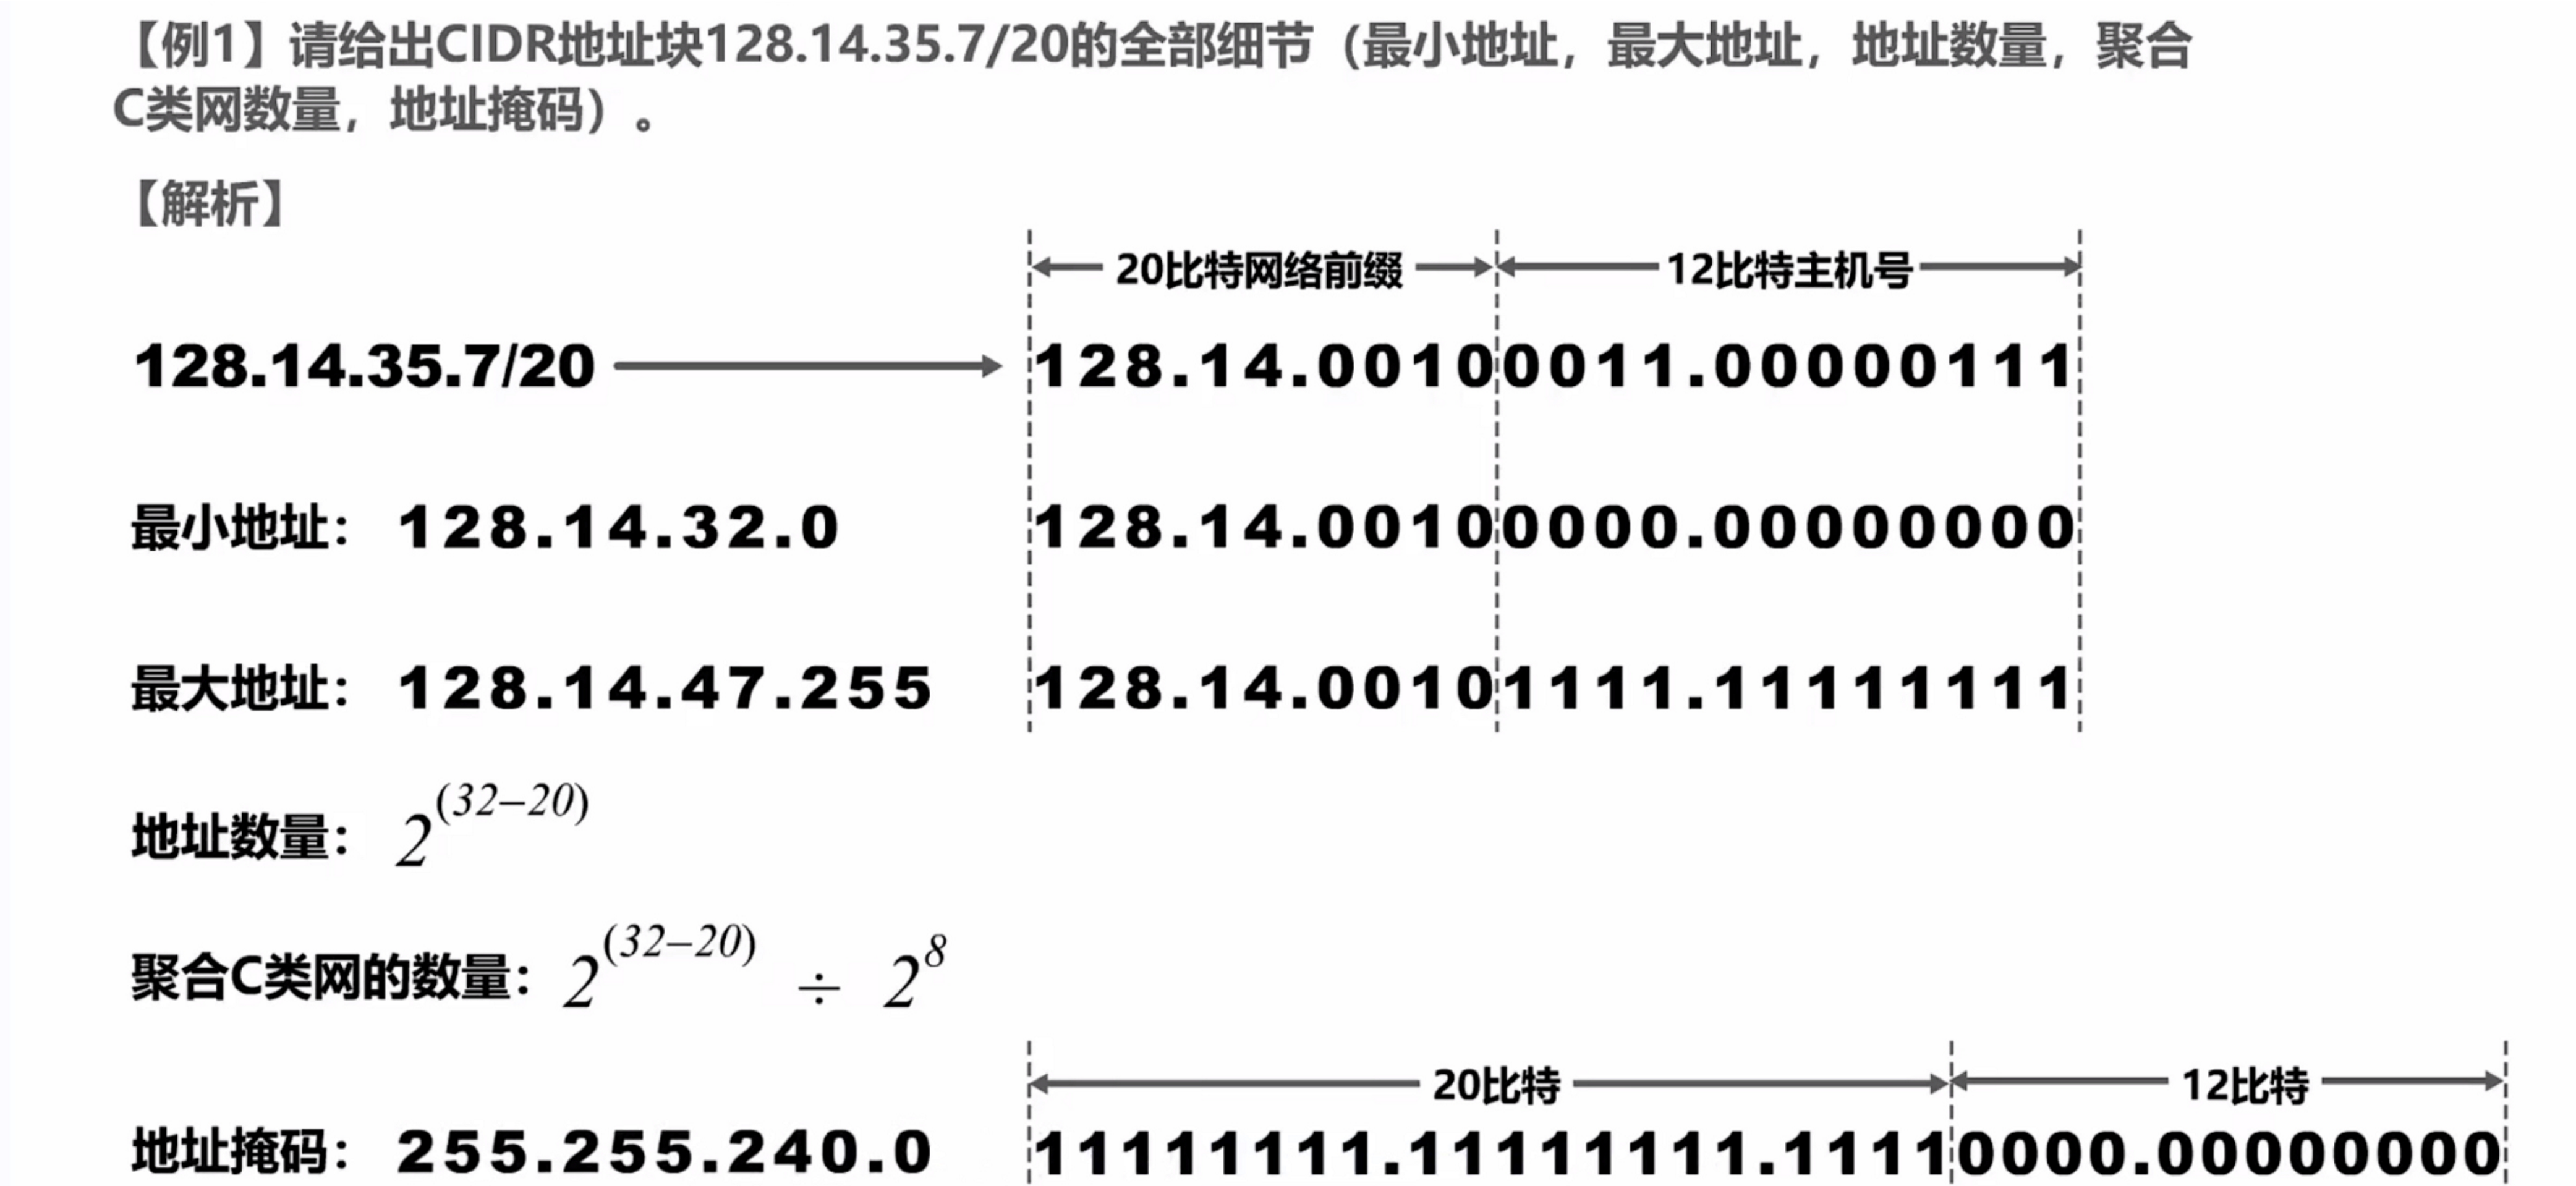 【例1】请给出CIDR地址块128.14.35.7/20的全部细节（最小地址，最大地址，地址数量，聚合
C类网数量，地址掩码）。
【解析】
20比特网络前缀 12比特主机号
128.14.35.7/20 128.14.00100011.00000111
最小地址： 128.14.32.0 128.14.00100000.00000000
最大地址： 128.14.47.255 128.14.00101111.11111111
地址数量： 2^(32−20)
聚合C类网的数量： 2^(32−20) ÷ 2^8
20比特 12比特
地址掩码： 255.255.240.0 11111111.11111111.11110000.00000000